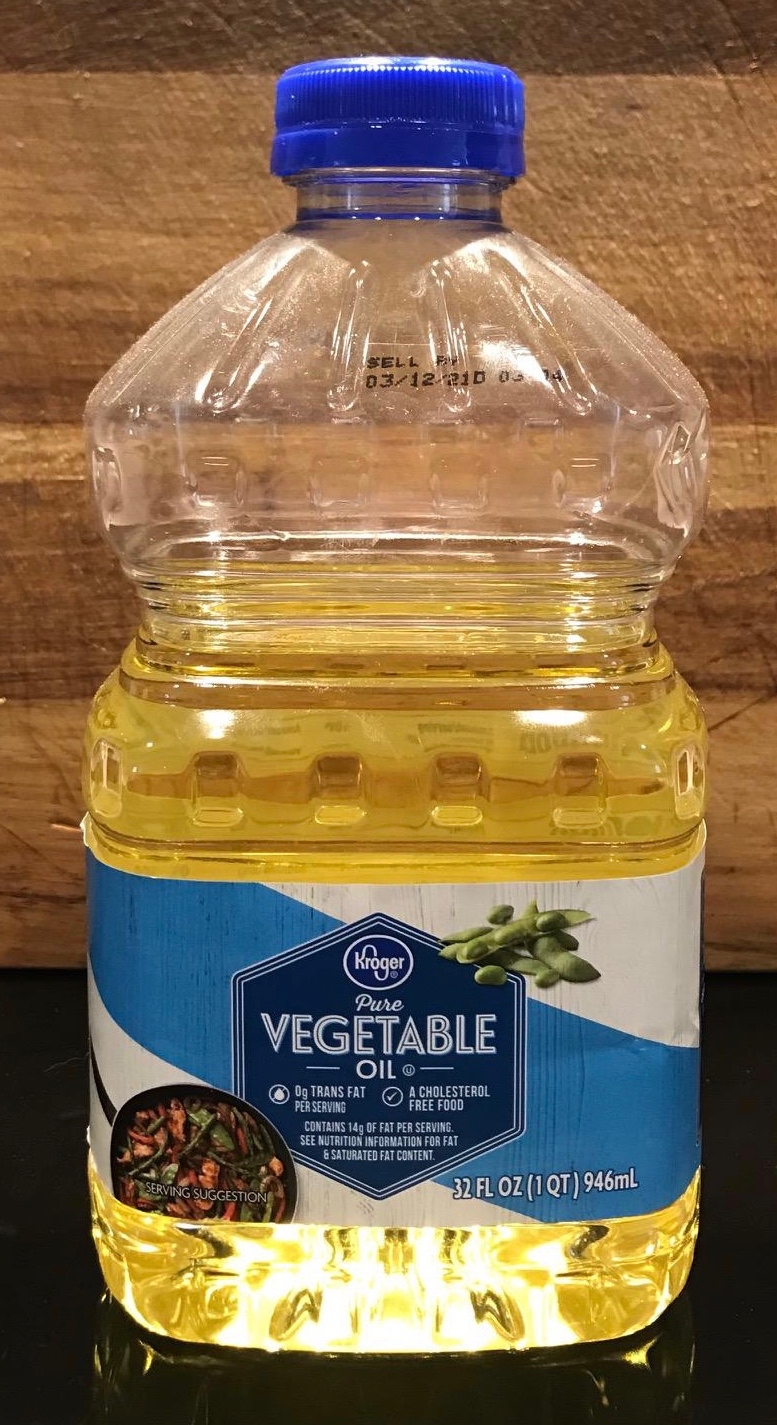 SELL BY
03/12/21D
Kroger®
Pure
VEGETABLE
OIL
0g TRANS FAT
PER SERVING
A CHOLESTEROL
FREE FOOD
CONTAINS 14g OF FAT PER SERVING.
SEE NUTRITION INFORMATION FOR FAT
& SATURATED FAT CONTENT.
SERVING SUGGESTION
32 FL OZ (1 QT) 946mL